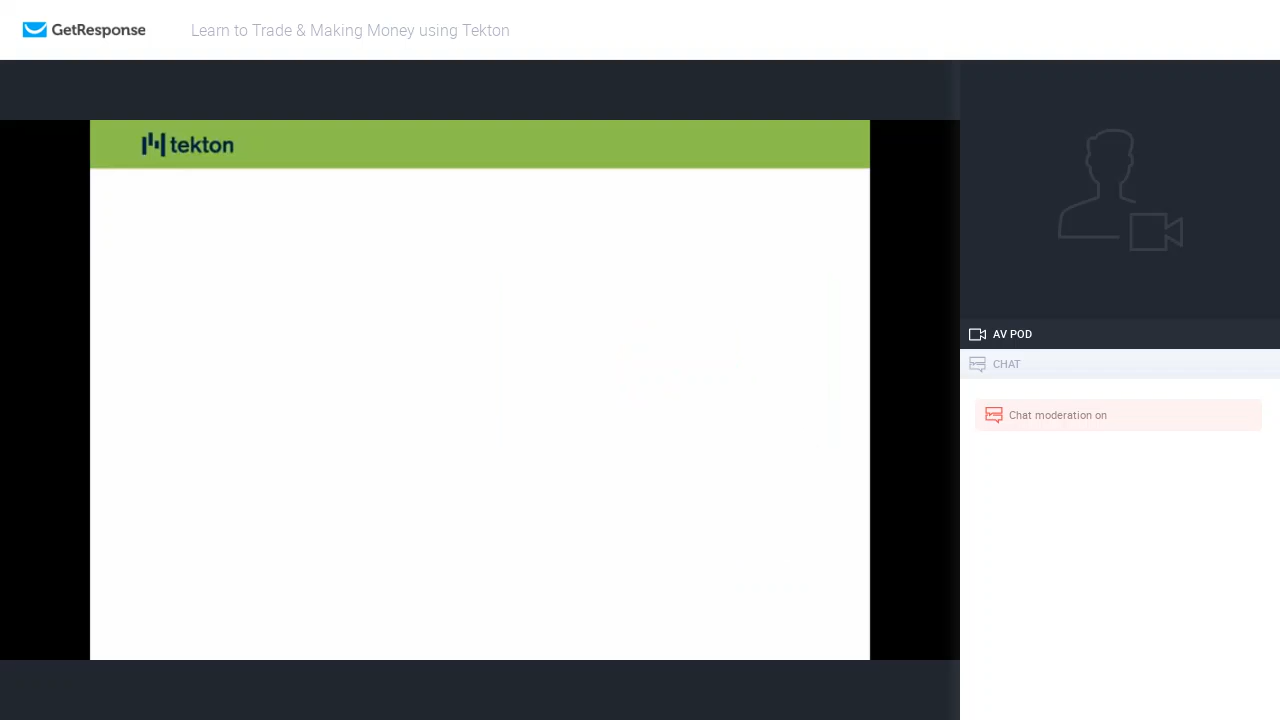 GetResponse
Learn to Trade & Making Money using Tekton
tekton
AV POD
CHAT
Chat moderation on